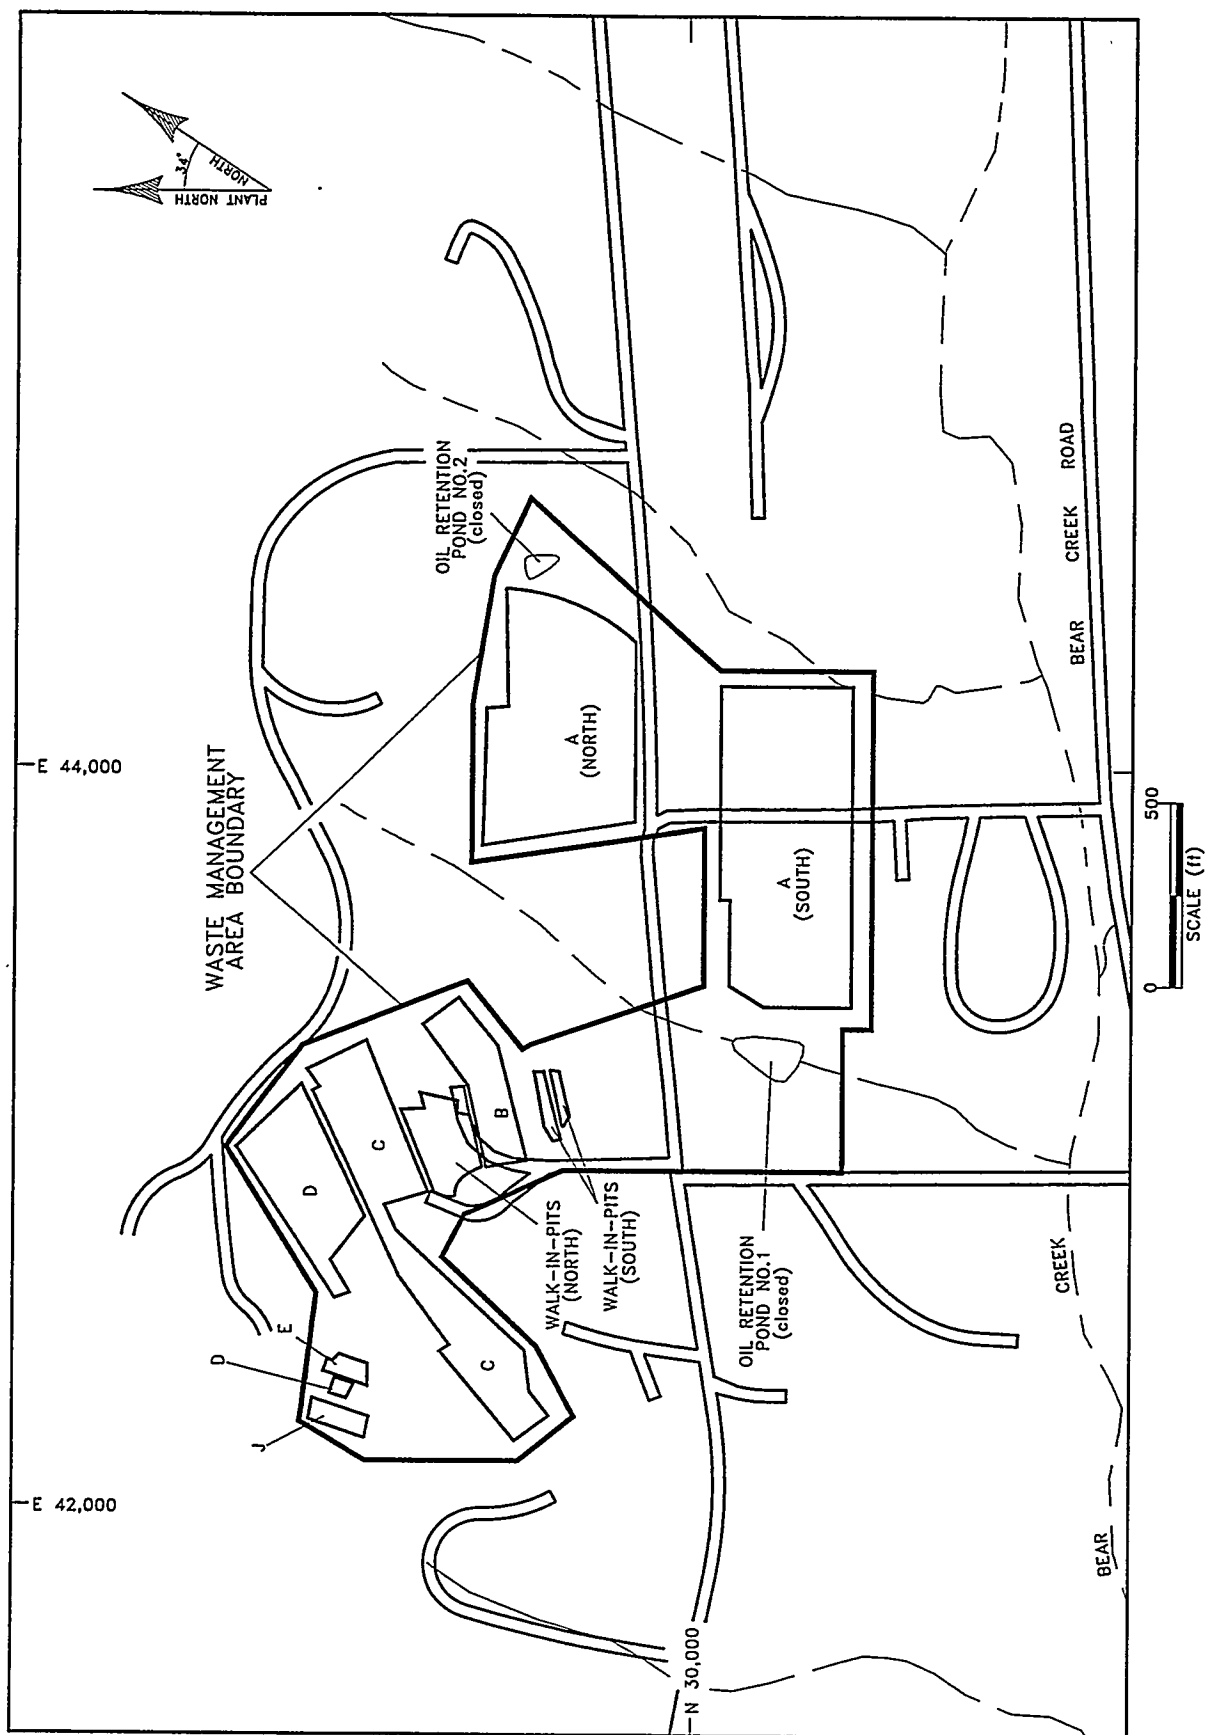 PLANT NORTH
34°
NORTH
E 44,000
WASTE MANAGEMENT
AREA BOUNDARY
OIL RETENTION
POND NO.2
(closed)
A
(NORTH)
A
(SOUTH)
D
C
B
E
D
J
C
WALK-IN-PITS
(NORTH)
WALK-IN-PITS
(SOUTH)
OIL RETENTION
POND NO.1
(closed)
E 42,000
N 30,000
BEAR CREEK ROAD
BEAR CREEK
0 500
SCALE (ft)